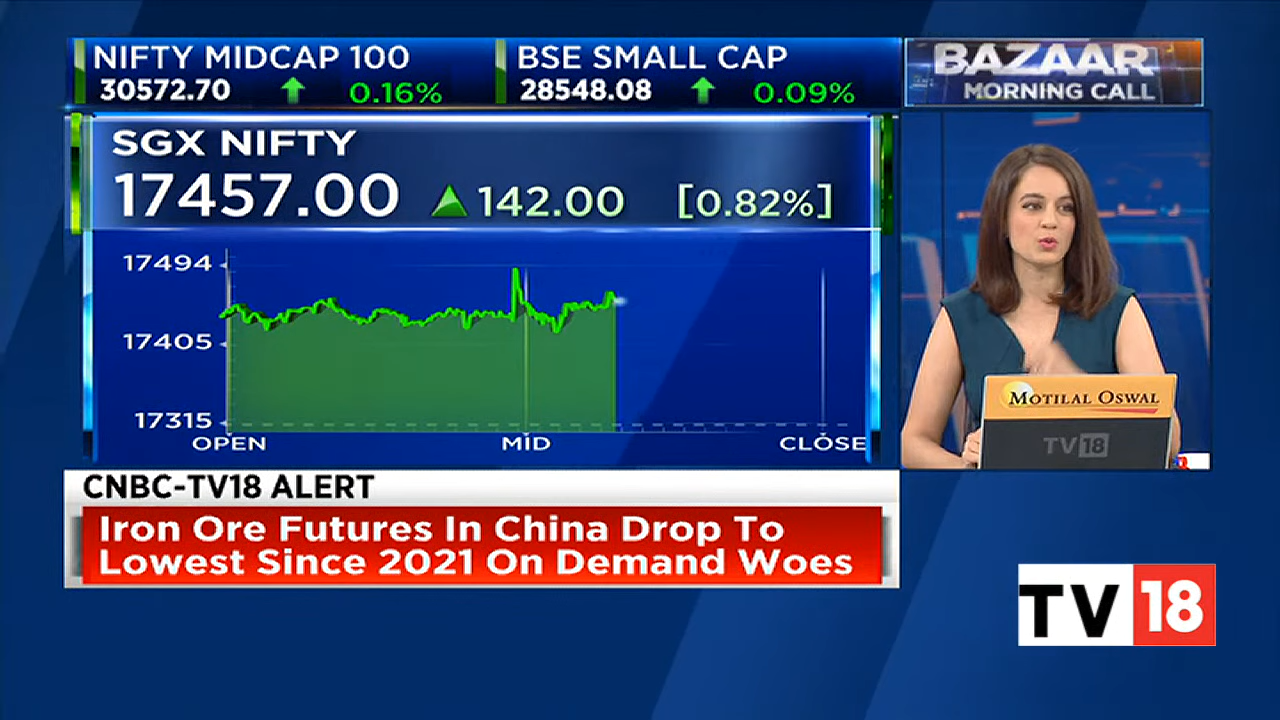 NIFTY MIDCAP 100
30572.70 0.16%
BSE SMALL CAP
28548.08 0.09%
BAZAAR
MORNING CALL
SGX NIFTY
17457.00 142.00 [0.82%]
17494
17405
17315
OPEN MID CLOSE
MOTILAL OSWAL
TV18
CNBC-TV18 ALERT
Iron Ore Futures In China Drop To
Lowest Since 2021 On Demand Woes
TV18